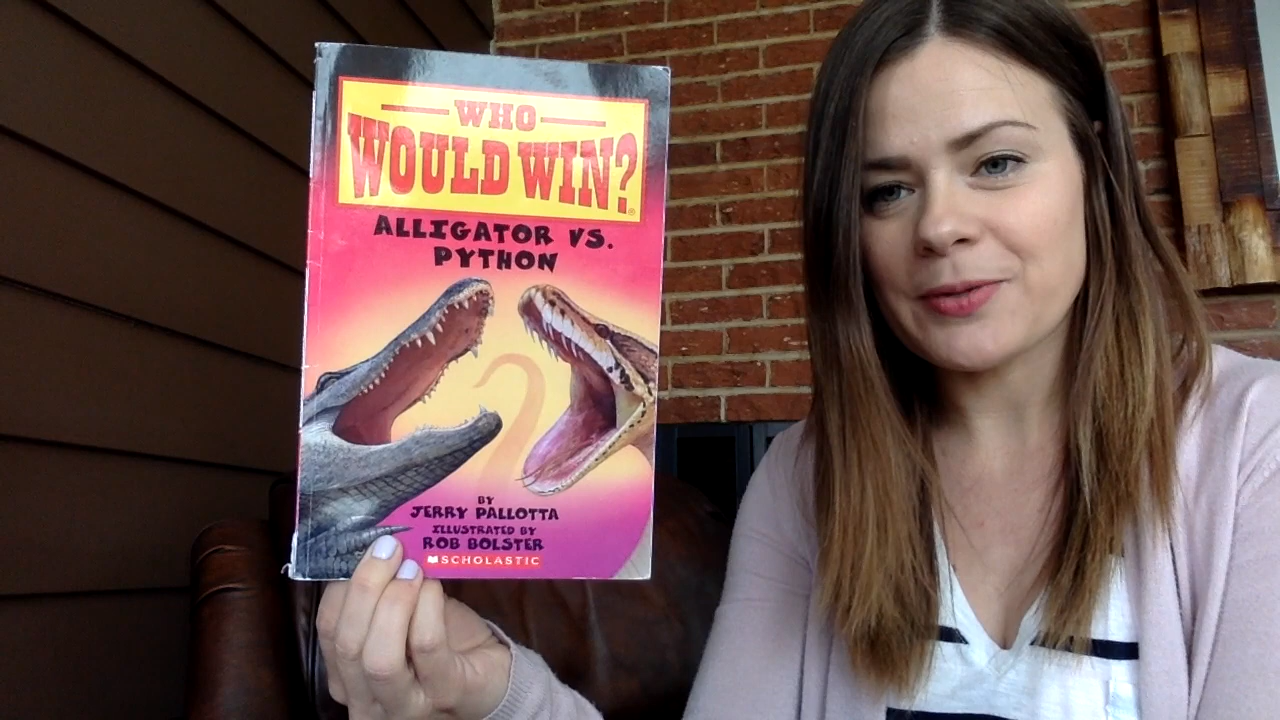 WHO
WOULD WIN?®
ALLIGATOR VS.
PYTHON
BY
JERRY PALLOTTA
ILLUSTRATED BY
ROB BOLSTER
SCHOLASTIC